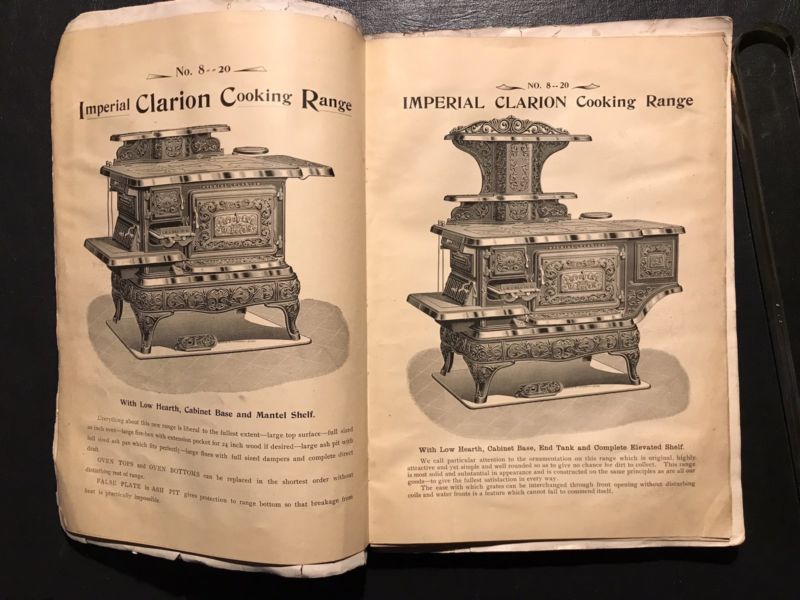 No. 8--20
Imperial Clarion Cooking Range
IMPERIAL CLARION
With Low Hearth, Cabinet Base and Mantel Shelf.
Everything about this new range is liberal to the fullest extent—large top surface—full sized
20 inch oven—large fire-box with extension pocket for 24 inch wood if desired—large ash pit with
full sized ash pan which fits perfectly—large flues with full sized dampers and complete direct
draft.
OVEN TOPS and OVEN BOTTOMS can be replaced in the shortest order without
disturbing rest of range.
FALSE PLATE in ASH PIT gives protection to range bottom so that breakage from
heat is practically impossible.
NO. 8--20
IMPERIAL CLARION Cooking Range
IMPERIAL CLARION
With Low Hearth, Cabinet Base, End Tank and Complete Elevated Shelf.
We call particular attention to the ornamentation on this range which is original, highly
attractive and yet simple and well rounded so as to give no chance for dirt to collect. This range
is most solid and substantial in appearance and is constructed on the same principles as are all our
goods—to give the fullest satisfaction in every way.
The ease with which grates can be interchanged through front opening without disturbing
coils and water fronts is a feature which cannot fail to commend itself.